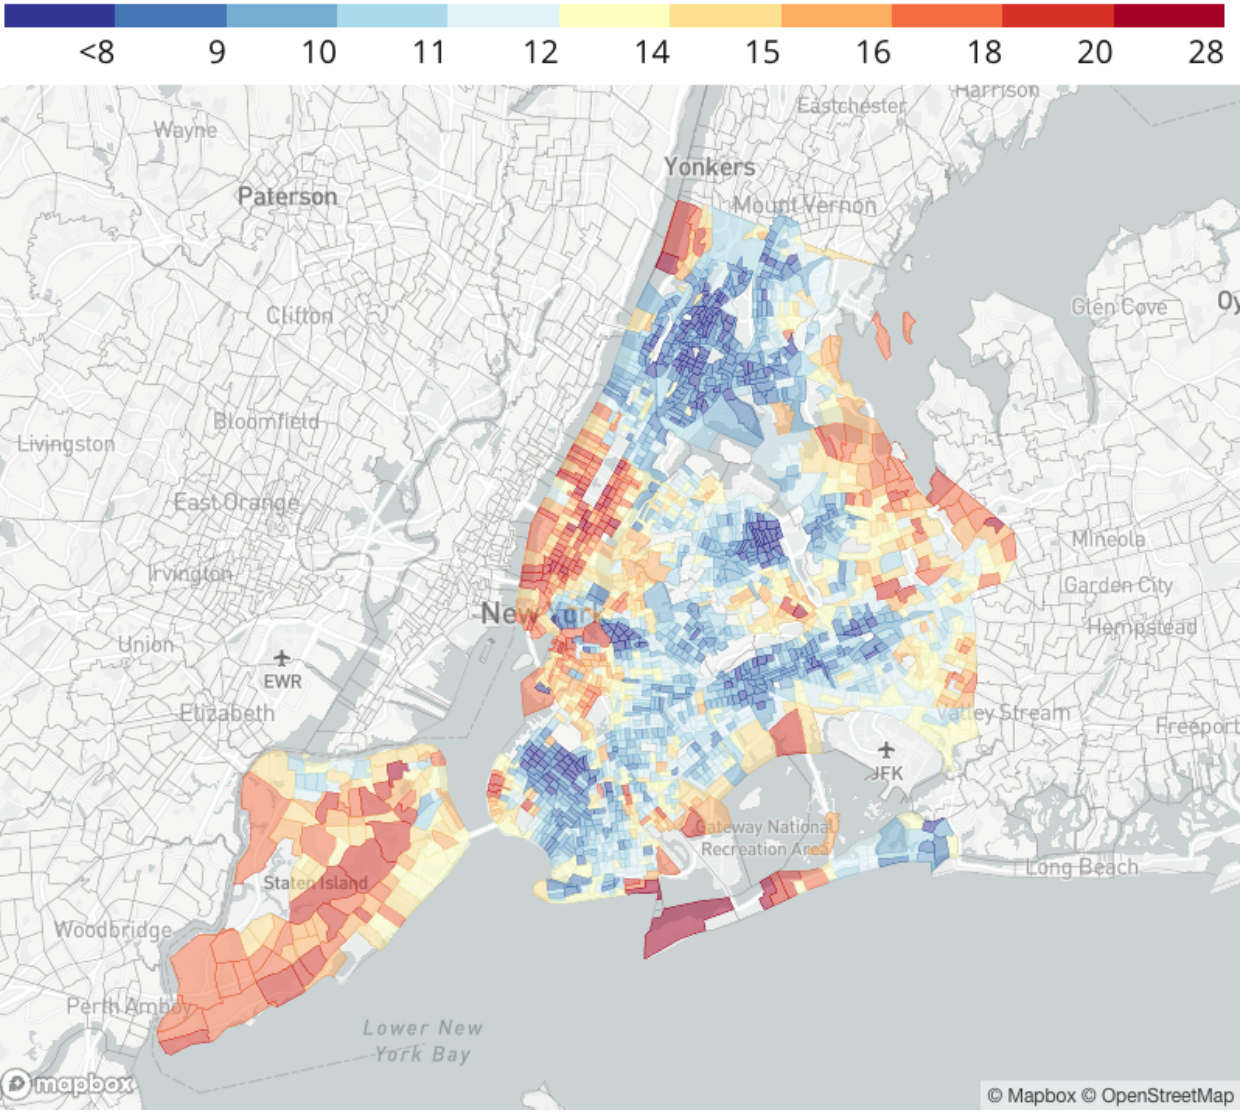 <8 9 10 11 12 14 15 16 18 20 28
Harrison
Eastchester
Wayne
Yonkers
Paterson
Mount Vernon
Glen Cove
Oy
Clifton
Bloomfield
Livingston
East Orange
Mineola
Irvington
Garden City
New York
Hempstead
Union
EWR
Elizabeth
alley Stream
Freeport
JFK
Gateway National
Recreation Area
Long Beach
Staten Island
Woodbridge
Perth Amboy
Lower New
York Bay
mapbox
© Mapbox © OpenStreetMap